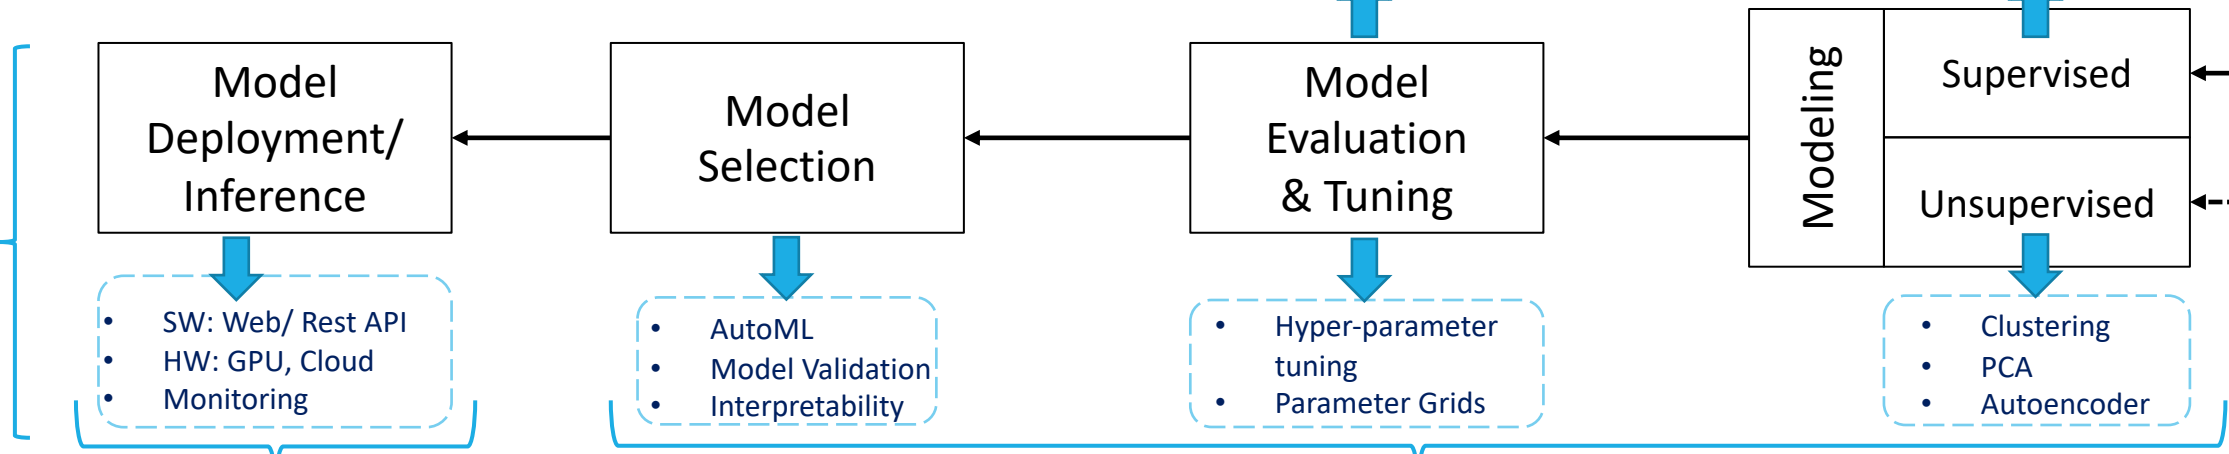 Model
Deployment/
Inference
Model
Selection
Model
Evaluation
& Tuning
Modeling
Supervised
Unsupervised
• SW: Web/ Rest API
• HW: GPU, Cloud
• Monitoring
• AutoML
• Model Validation
• Interpretability
• Hyper-parameter
tuning
• Parameter Grids
• Clustering
• PCA
• Autoencoder